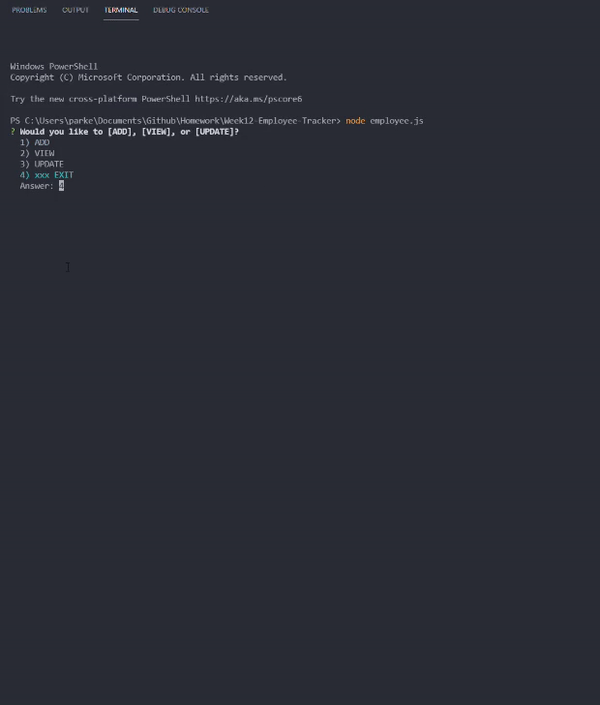 PROBLEMS OUTPUT TERMINAL DEBUG CONSOLE
Windows PowerShell
Copyright (C) Microsoft Corporation. All rights reserved.
Try the new cross-platform PowerShell https://aka.ms/pscore6
PS C:\Users\parke\Documents\Github\Homework\Week12-Employee-Tracker> node employee.js
? Would you like to [ADD], [VIEW], or [UPDATE]?
1) ADD
2) VIEW
3) UPDATE
4) xxx EXIT
Answer: 4